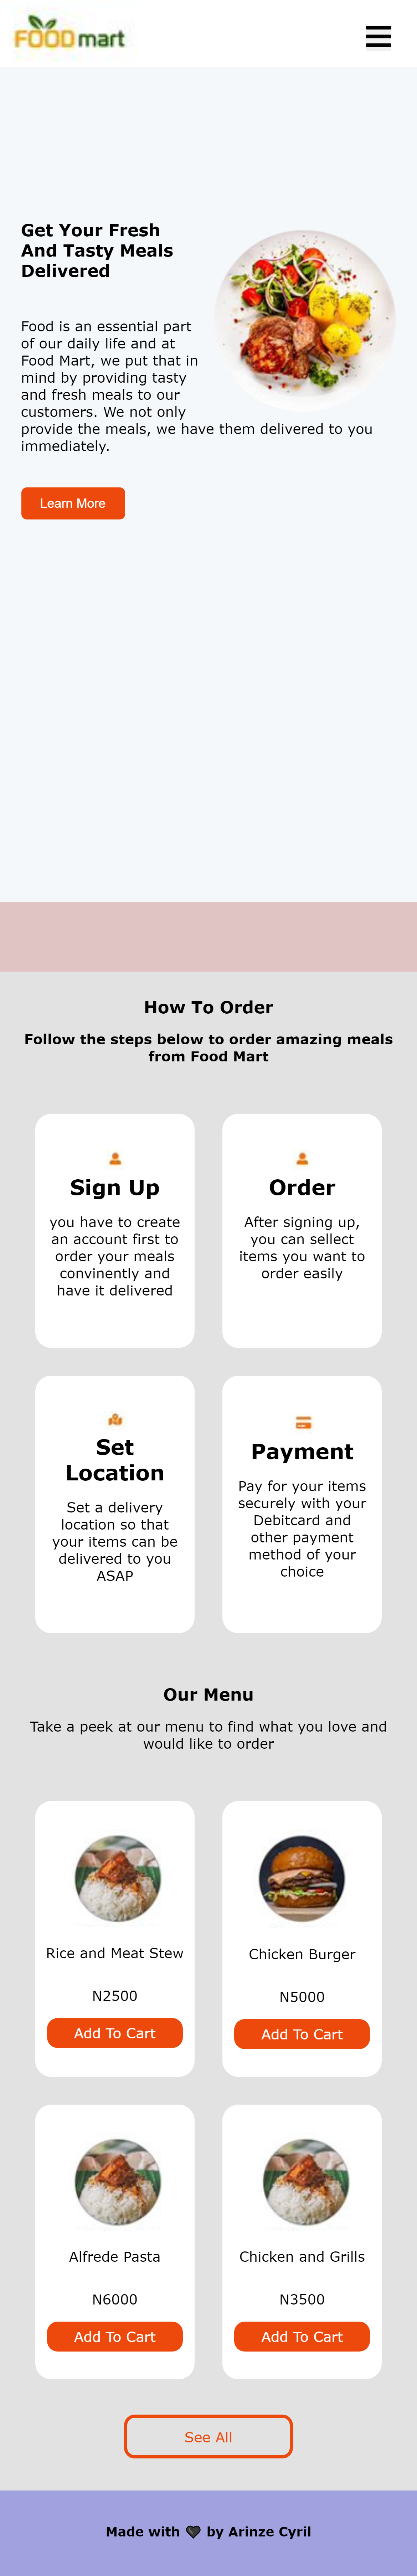 FOOD mart
Get Your Fresh
And Tasty Meals
Delivered
Food is an essential part
of our daily life and at
Food Mart, we put that in
mind by providing tasty
and fresh meals to our
customers. We not only
provide the meals, we have them delivered to you
immediately.
Learn More
How To Order
Follow the steps below to order amazing meals
from Food Mart
Sign Up
you have to create
an account first to
order your meals
convinently and
have it delivered
Order
After signing up,
you can sellect
items you want to
order easily
Set
Location
Set a delivery
location so that
your items can be
delivered to you
ASAP
Payment
Pay for your items
securely with your
Debitcard and
other payment
method of your
choice
Our Menu
Take a peek at our menu to find what you love and
would like to order
Rice and Meat Stew
N2500
Add To Cart
Chicken Burger
N5000
Add To Cart
Alfrede Pasta
N6000
Add To Cart
Chicken and Grills
N3500
Add To Cart
See All
Made with 🖤 by Arinze Cyril